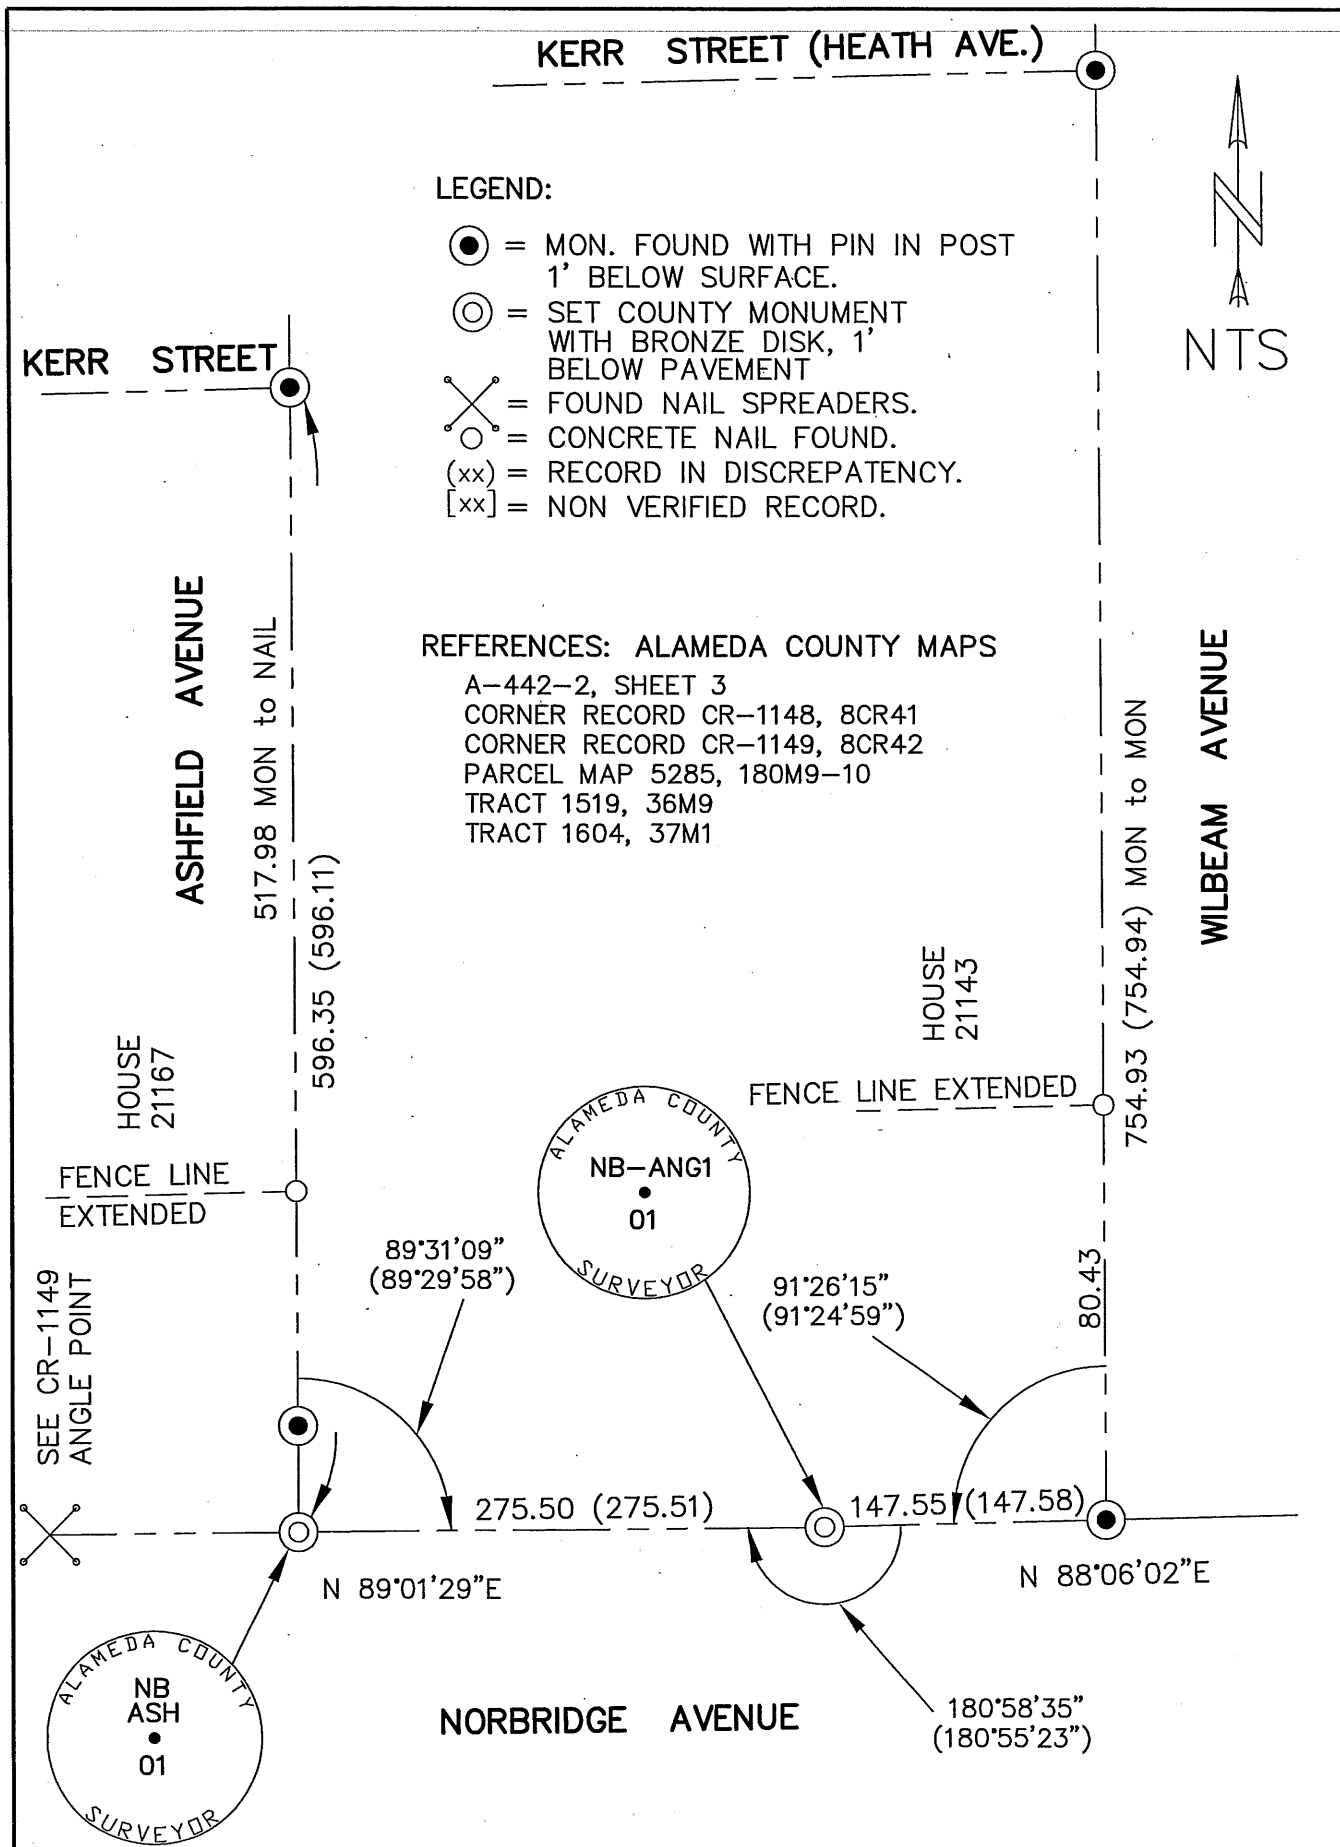 KERR STREET (HEATH AVE.)
LEGEND:
= MON. FOUND WITH PIN IN POST
1' BELOW SURFACE.
= SET COUNTY MONUMENT
WITH BRONZE DISK, 1'
BELOW PAVEMENT
= FOUND NAIL SPREADERS.
= CONCRETE NAIL FOUND.
(xx) = RECORD IN DISCREPATENCY.
[xx] = NON VERIFIED RECORD.
N
NTS
KERR STREET
ASHFIELD AVENUE
517.98 MON to NAIL
596.35 (596.11)
REFERENCES: ALAMEDA COUNTY MAPS
A-442-2, SHEET 3
CORNER RECORD CR-1148, 8CR41
CORNER RECORD CR-1149, 8CR42
PARCEL MAP 5285, 180M9-10
TRACT 1519, 36M9
TRACT 1604, 37M1
WILBEAM AVENUE
754.93 (754.94) MON to MON
HOUSE
21143
FENCE LINE EXTENDED
HOUSE
21167
FENCE LINE
EXTENDED
ALAMEDA COUNTY
NB-ANG1
01
SURVEYOR
89°31'09"
(89°29'58")
91°26'15"
(91°24'59")
80.43
SEE CR-1149
ANGLE POINT
275.50 (275.51)
147.55 (147.58)
N 89°01'29"E
N 88°06'02"E
ALAMEDA COUNTY
NB
ASH
01
SURVEYOR
NORBRIDGE AVENUE
180°58'35"
(180°55'23")